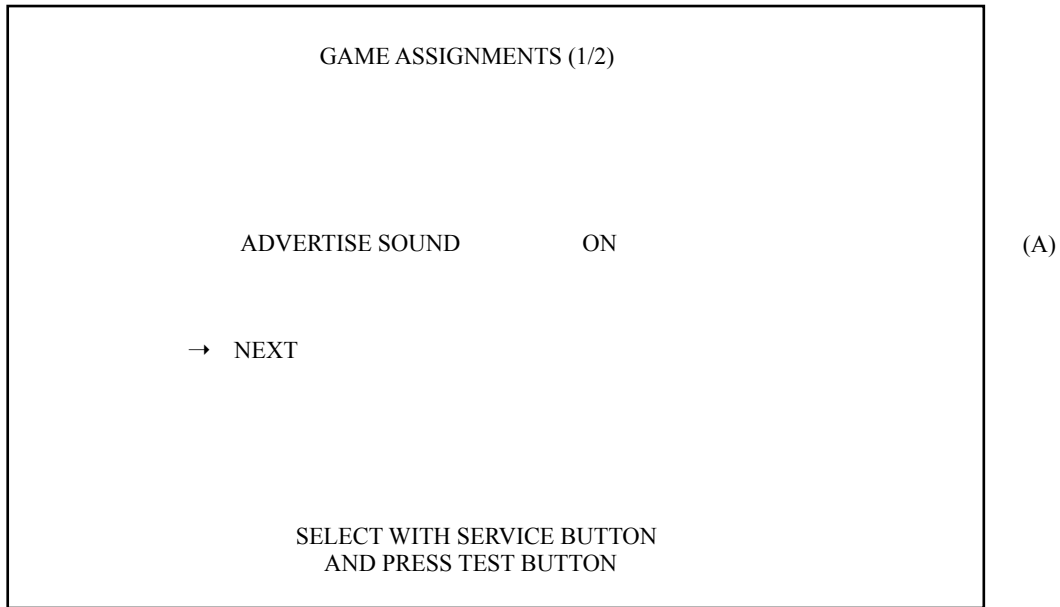 GAME ASSIGNMENTS (1/2)
ADVERTISE SOUND ON (A)
→ NEXT
SELECT WITH SERVICE BUTTON
AND PRESS TEST BUTTON